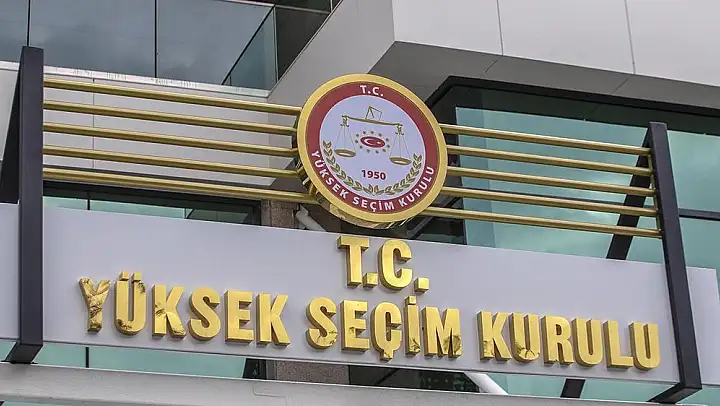 T.C.
1950
YÜKSEK SEÇİM KURULU
T.C.
YÜKSEK SEÇİM KURULU